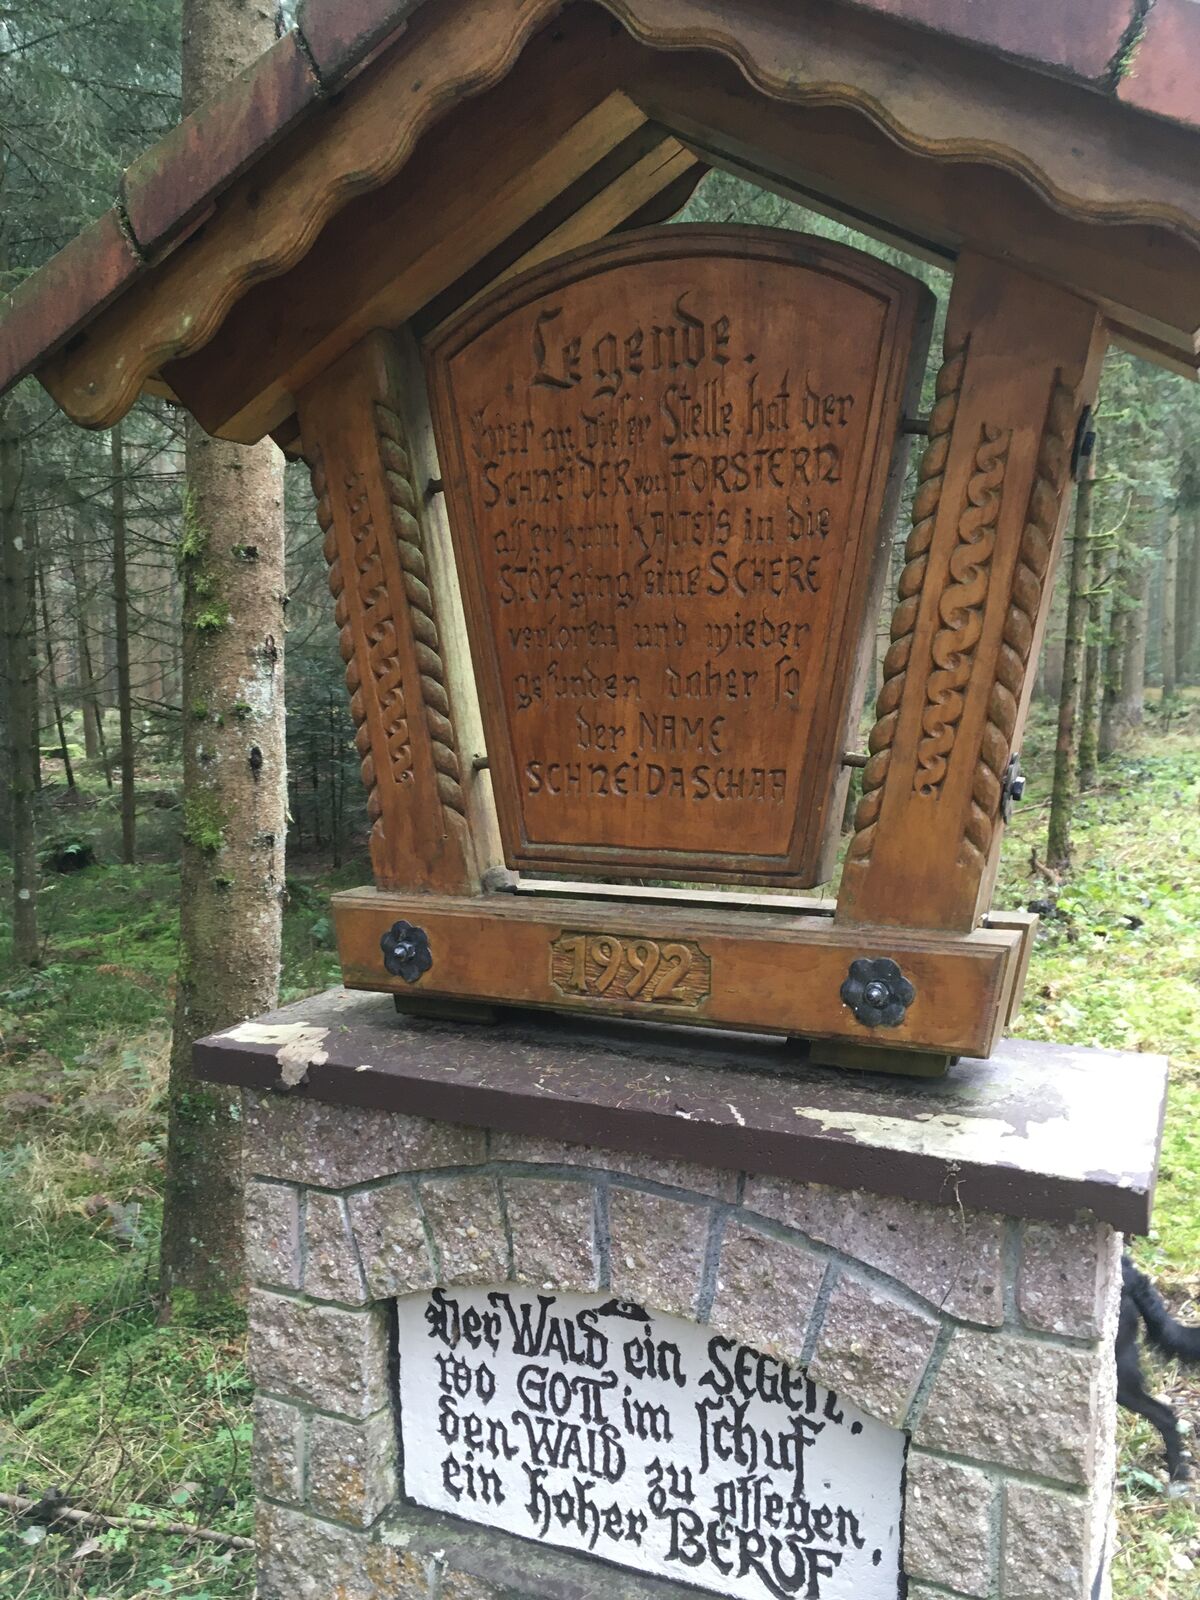 Legende.
Hier an dieser Stelle hat der
SCHNEIDER von FORSTERN
als er zum KALTEIS in die
STÖR ging seine SCHERE
verloren und wieder
gefunden daher so
der NAME
SCHNEIDASCHAA
1992
Der WALD ein SEGEN.
wo GOTT im schuf
den WALD zu pflegen.
ein hoher BERUF